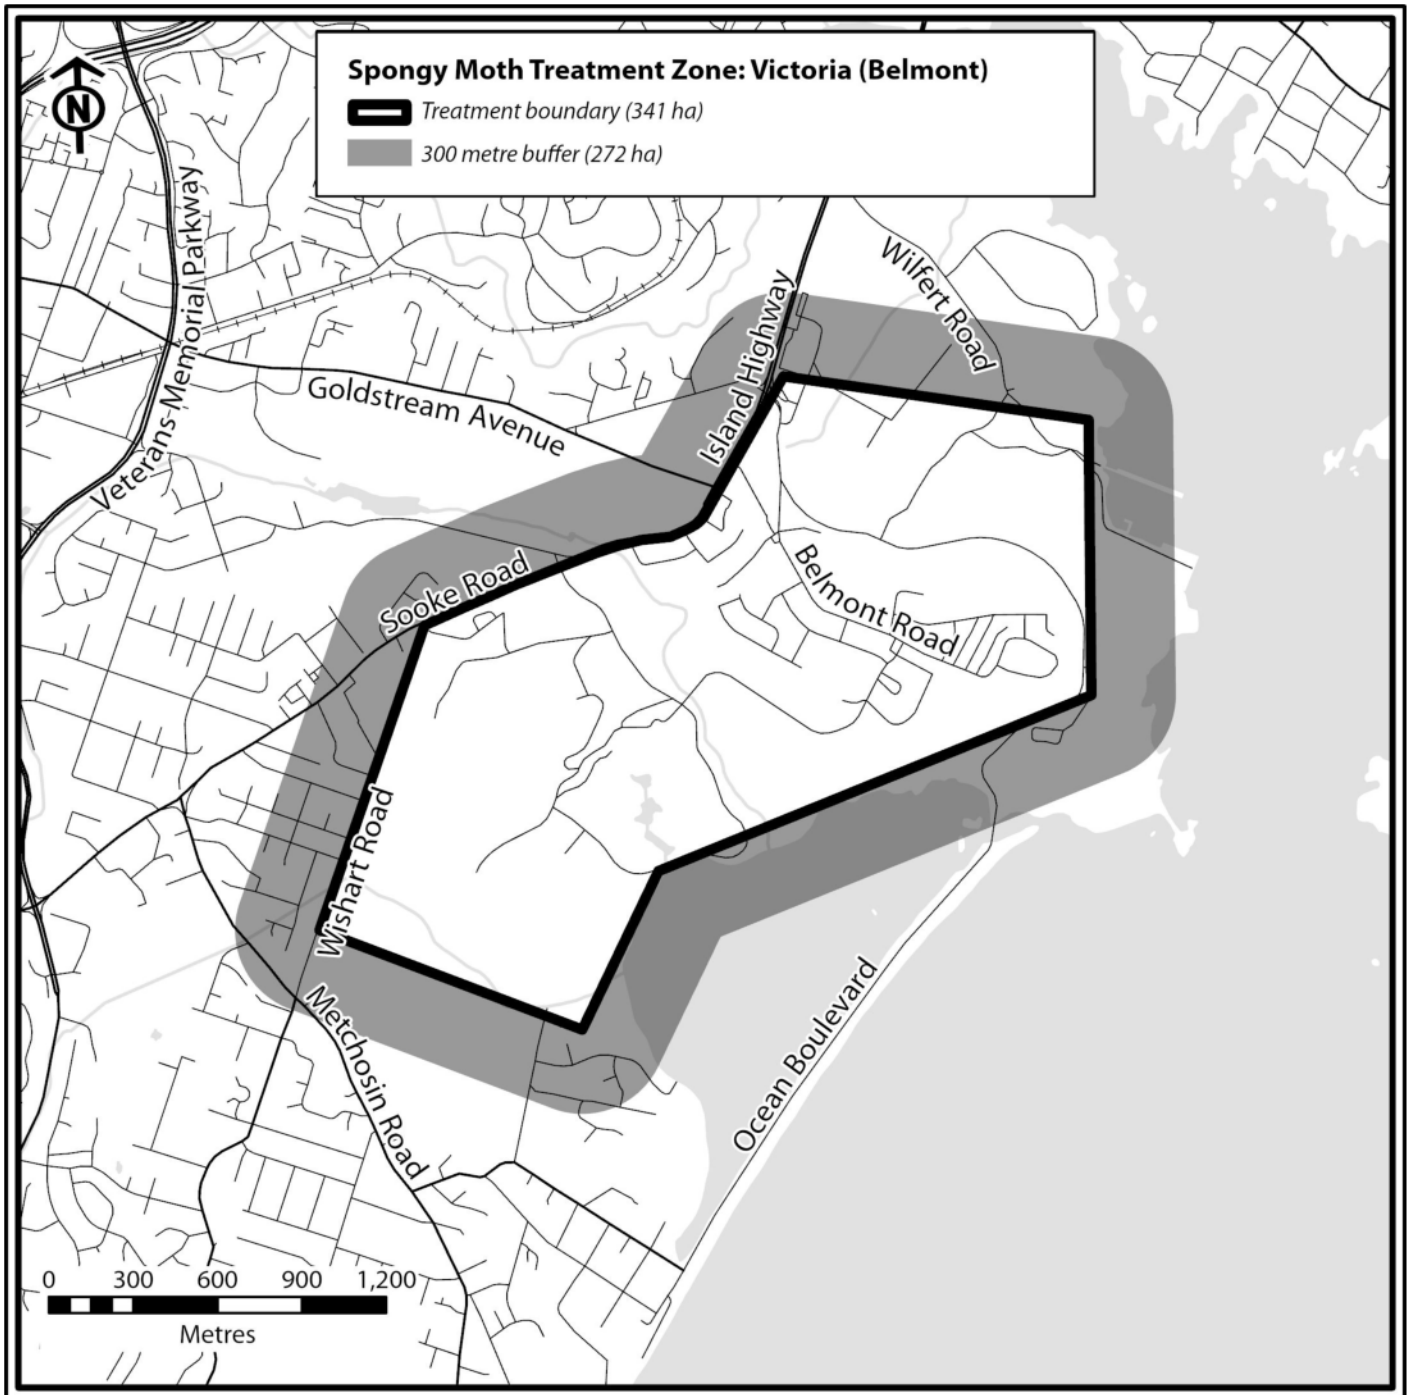 N
Spongy Moth Treatment Zone: Victoria (Belmont)
Treatment boundary (341 ha)
300 metre buffer (272 ha)
Veterans Memorial Parkway
Wilfert Road
Island Highway
Goldstream Avenue
Sooke Road
Belmont Road
Wishart Road
Metchosin Road
Ocean Boulevard
0 300 600 900 1,200
Metres